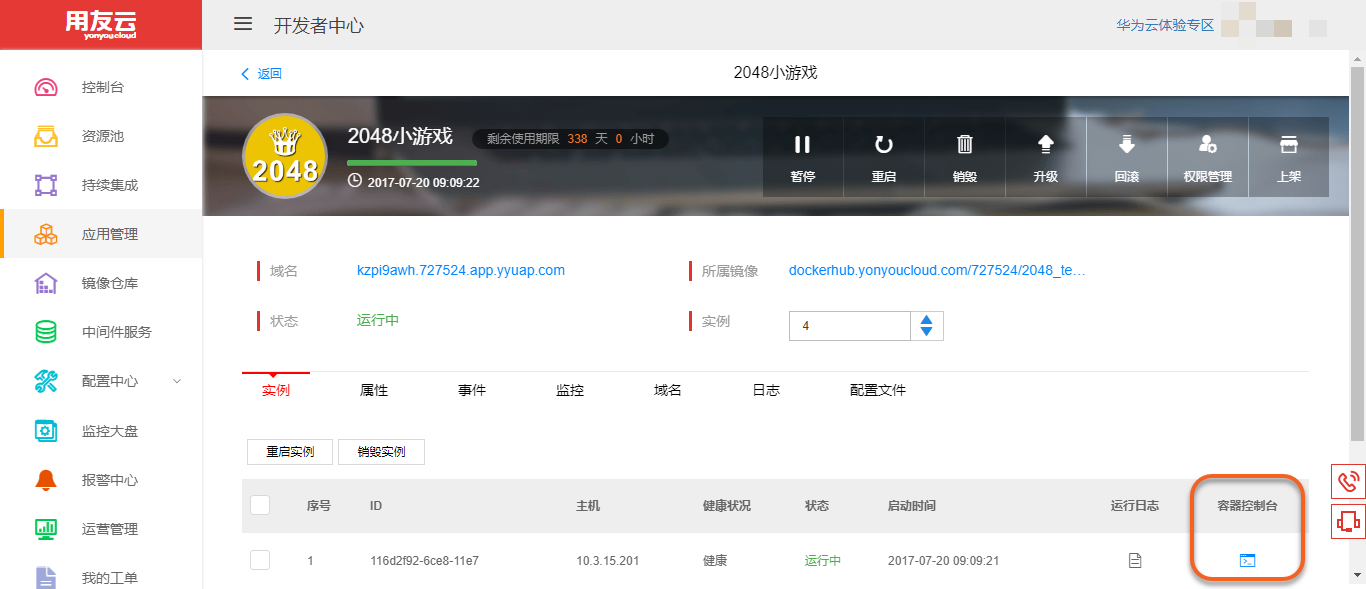 用友云
yonyoucloud
开发者中心
华为云体验专区
控制台
资源池
持续集成
应用管理
镜像仓库
中间件服务
配置中心
监控大盘
报警中心
运营管理
我的工单
返回
2048小游戏
2048
2048小游戏
剩余使用期限 338 天 0 小时
2017-07-20 09:09:22
暂停 重启 销毁 升级 回滚 权限管理 上架
域名 kzpi9awh.727524.app.yyuap.com 所属镜像 dockerhub.yonyoucloud.com/727524/2048_te…
状态 运行中 实例 4
实例 属性 事件 监控 域名 日志 配置文件
重启实例 销毁实例
序号 ID 主机 健康状况 状态 启动时间 运行日志 容器控制台
1 116d2f92-6ce8-11e7 10.3.15.201 健康 运行中 2017-07-20 09:09:21